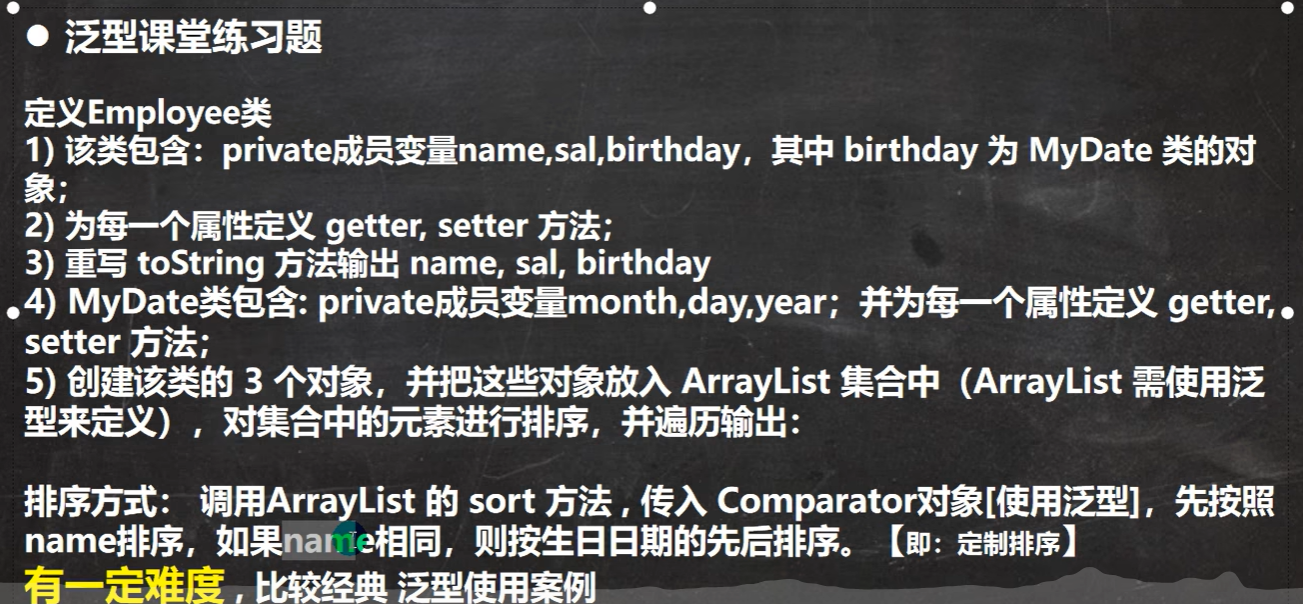 ● 泛型课堂练习题
定义Employee类
1) 该类包含：private成员变量name,sal,birthday，其中 birthday 为 MyDate 类的对
象；
2) 为每一个属性定义 getter, setter 方法；
3) 重写 toString 方法输出 name, sal, birthday
4) MyDate类包含: private成员变量month,day,year；并为每一个属性定义 getter,
setter 方法；
5) 创建该类的 3 个对象，并把这些对象放入 ArrayList 集合中（ArrayList 需使用泛
型来定义），对集合中的元素进行排序，并遍历输出：
排序方式： 调用ArrayList 的 sort 方法 , 传入 Comparator对象[使用泛型]，先按照
name排序，如果name相同，则按生日日期的先后排序。【即：定制排序】
有一定难度 , 比较经典 泛型使用案例